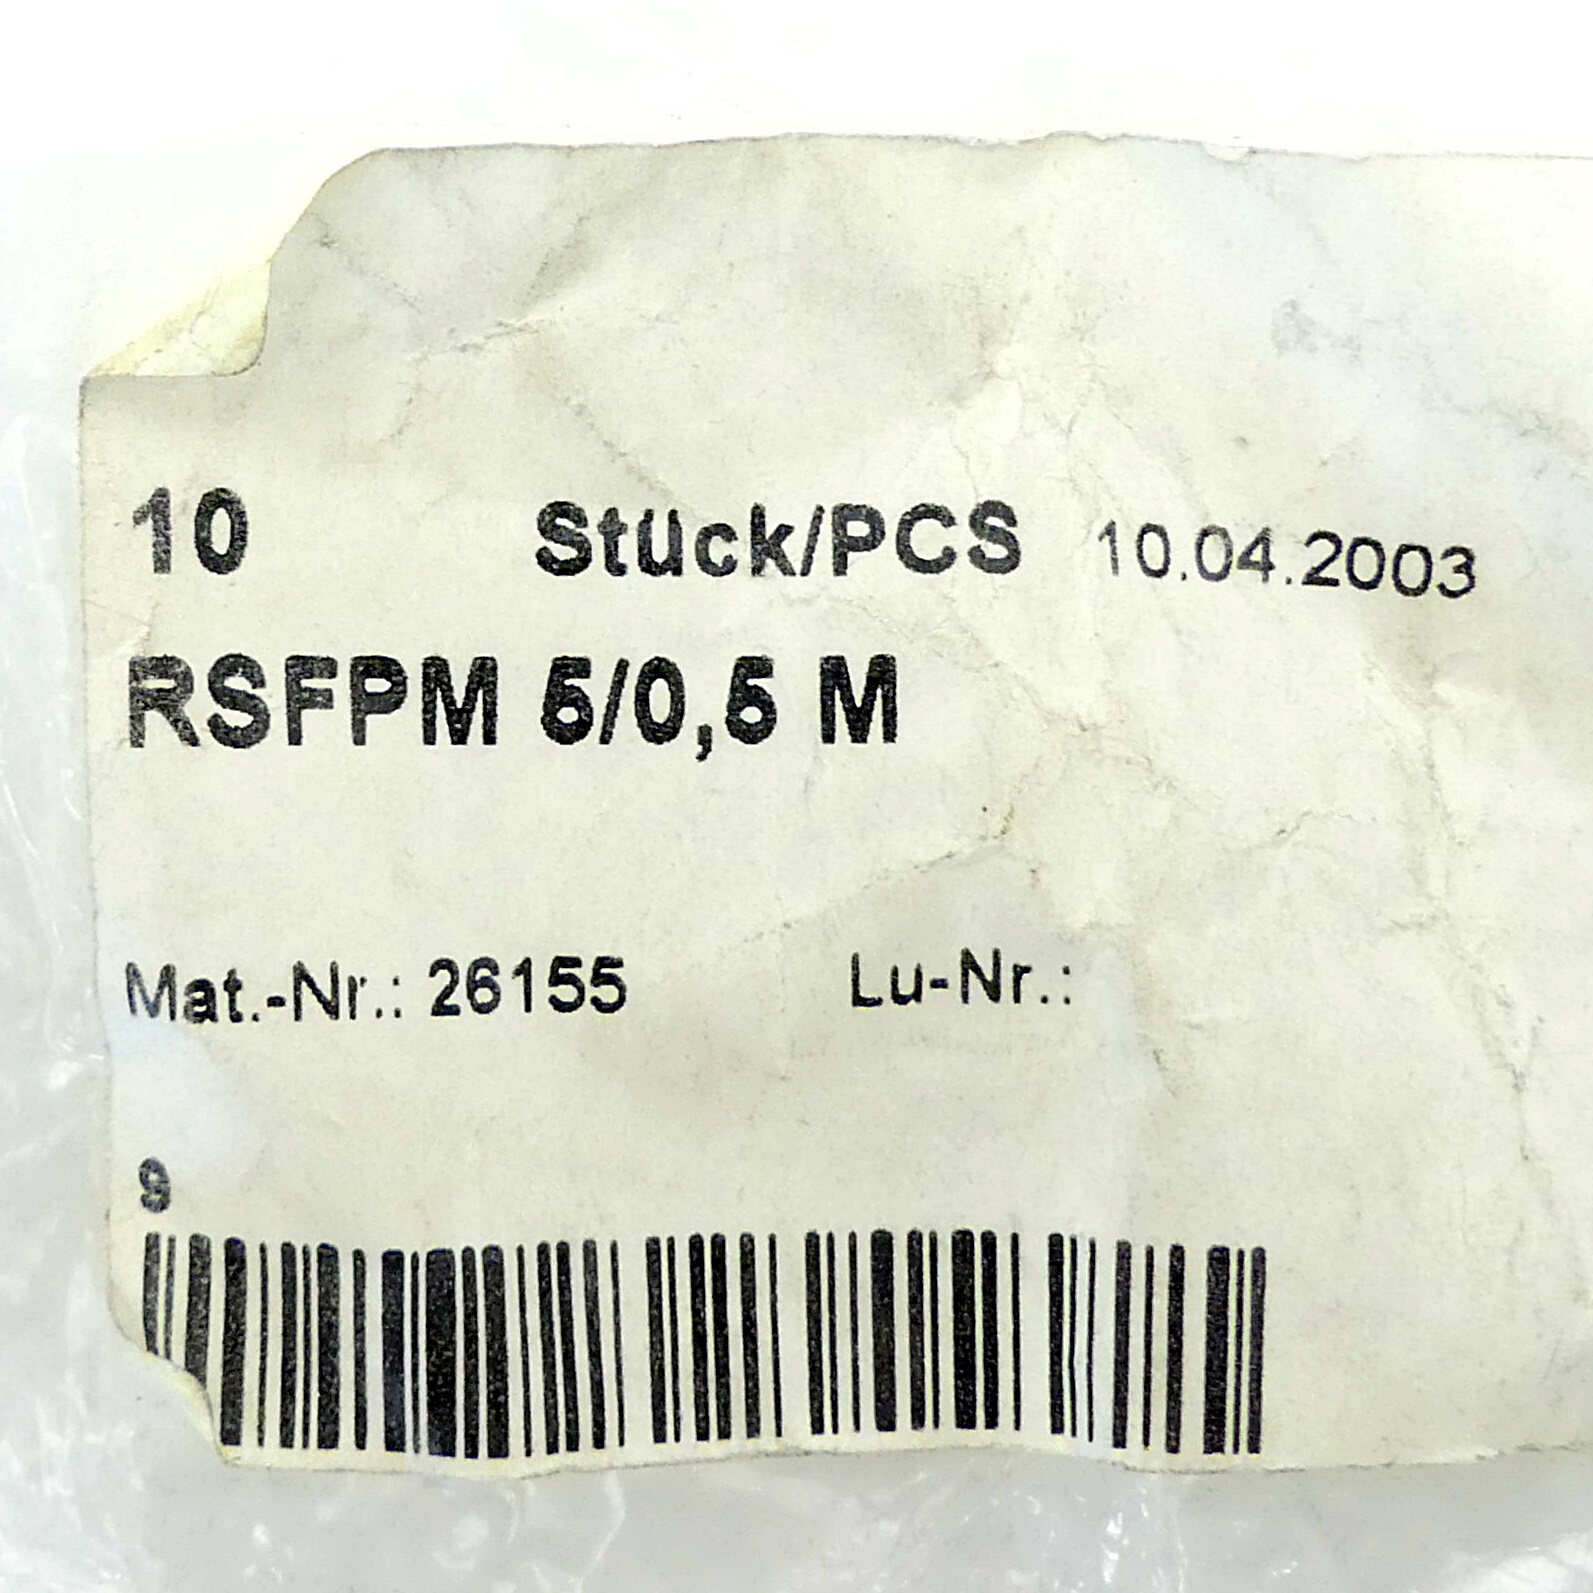 10 Stück/PCS 10.04.2003
RSFPM 5/0,5 M
Mat.-Nr.: 26155 Lu-Nr.:
9